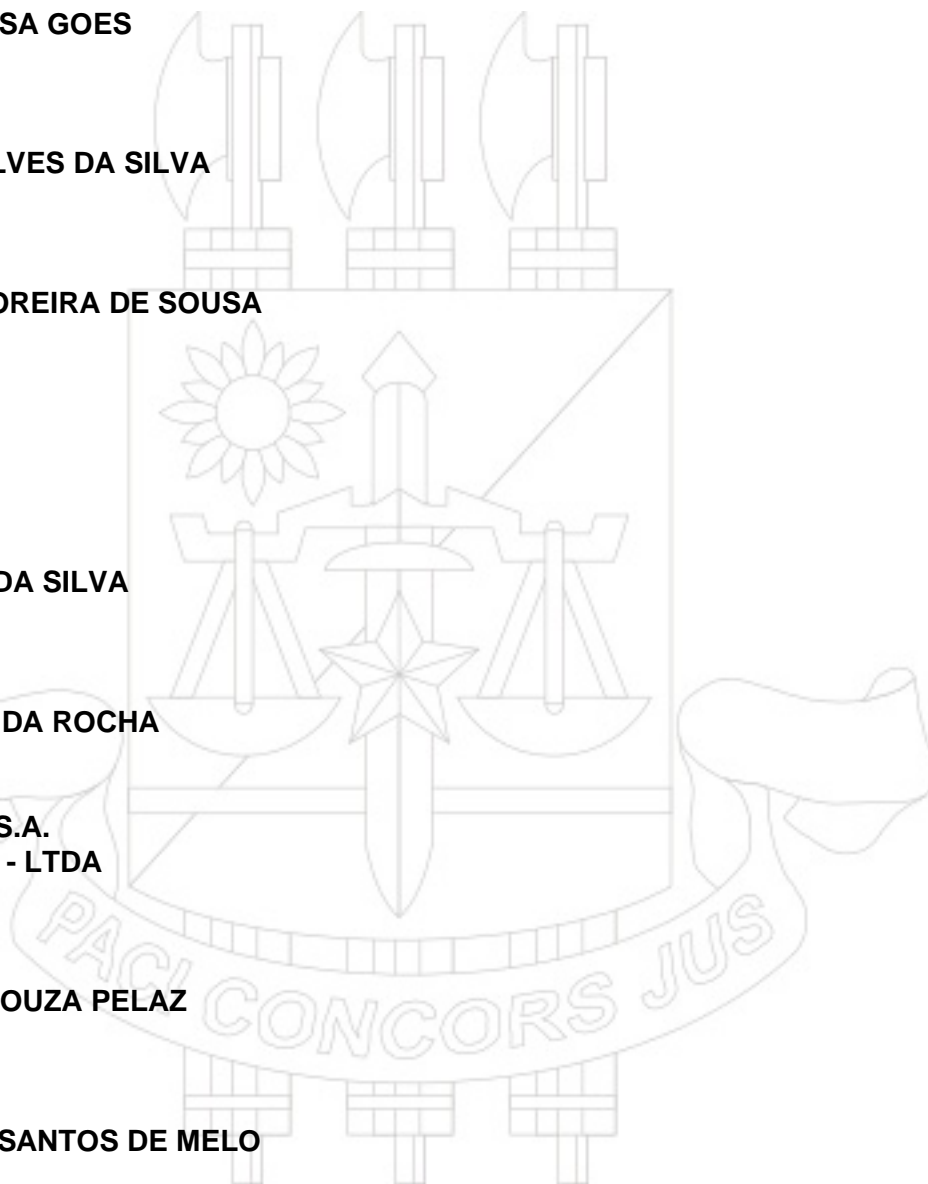 SA GOES
LVES DA SILVA
OREIRA DE SOUSA
DA SILVA
DA ROCHA
S.A.
- LTDA
PACI CONCORS JUS
OUZA PELAZ
SANTOS DE MELO